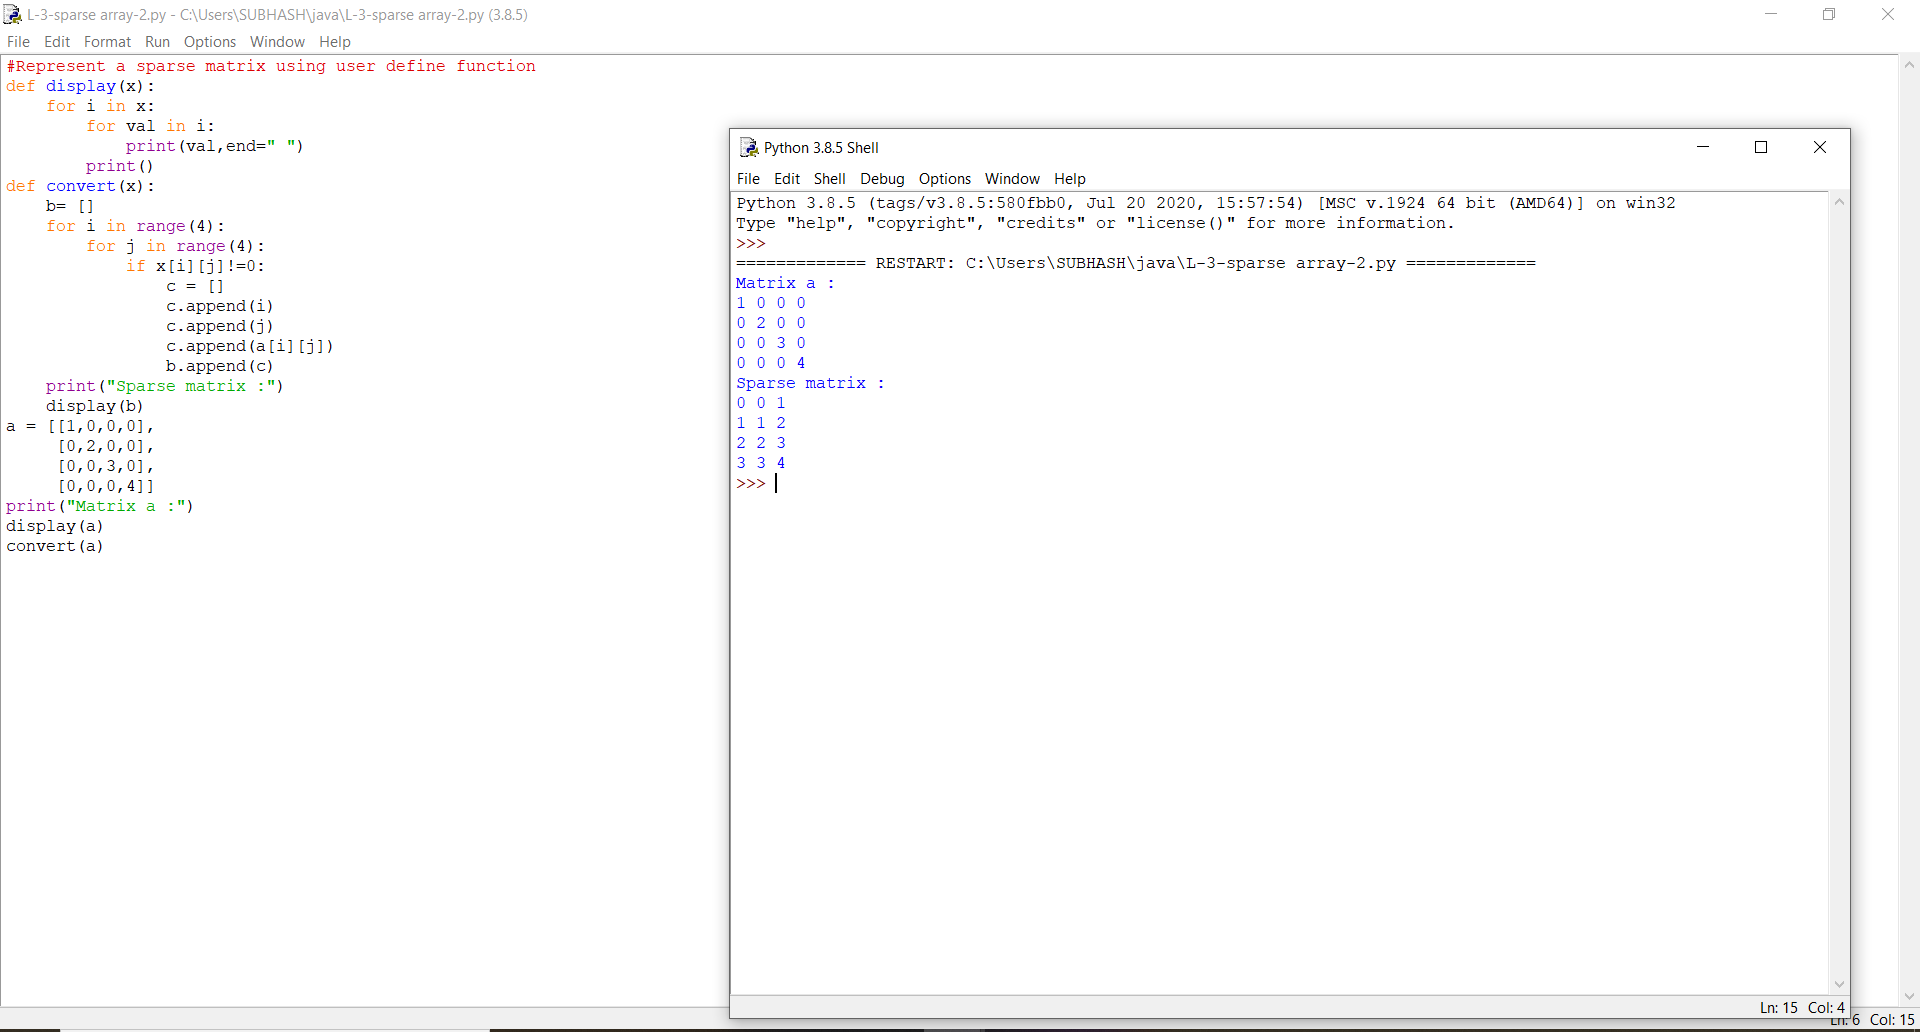 L-3-sparse array-2.py - C:\Users\SUBHASH\java\L-3-sparse array-2.py (3.8.5)
File Edit Format Run Options Window Help
#Represent a sparse matrix using user define function
def display(x):
    for i in x:
        for val in i:
            print(val,end=" ")
        print()
def convert(x):
    b= []
    for i in range(4):
        for j in range(4):
            if x[i][j]!=0:
                c = []
                c.append(i)
                c.append(j)
                c.append(a[i][j])
                b.append(c)
    print("Sparse matrix :")
    display(b)
a = [[1,0,0,0],
     [0,2,0,0],
     [0,0,3,0],
     [0,0,0,4]]
print("Matrix a :")
display(a)
convert(a)
Python 3.8.5 Shell
File Edit Shell Debug Options Window Help
Python 3.8.5 (tags/v3.8.5:580fbb0, Jul 20 2020, 15:57:54) [MSC v.1924 64 bit (AMD64)] on win32
Type "help", "copyright", "credits" or "license()" for more information.
>>>
============= RESTART: C:\Users\SUBHASH\java\L-3-sparse array-2.py =============
Matrix a :
1 0 0 0
0 2 0 0
0 0 3 0
0 0 0 4
Sparse matrix :
0 0 1
1 1 2
2 2 3
3 3 4
>>>
Ln: 15 Col: 4
Ln: 6 Col: 15